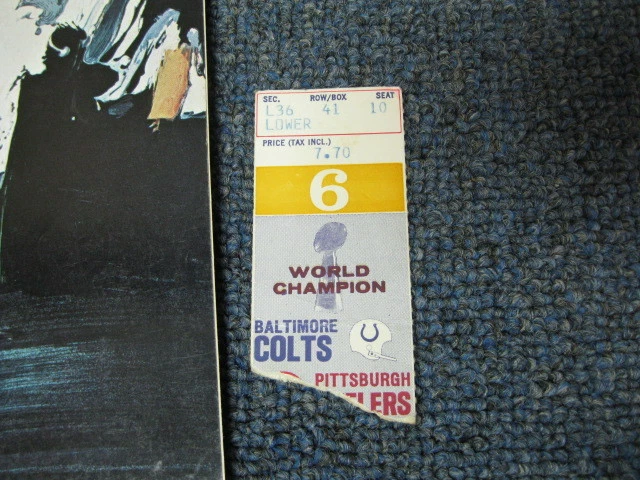 SEC. ROW/BOX SEAT
L36 41 10
LOWER
PRICE (TAX INCL.)
7.70
6
WORLD
CHAMPION
BALTIMORE
COLTS
PITTSBURGH
ELERS